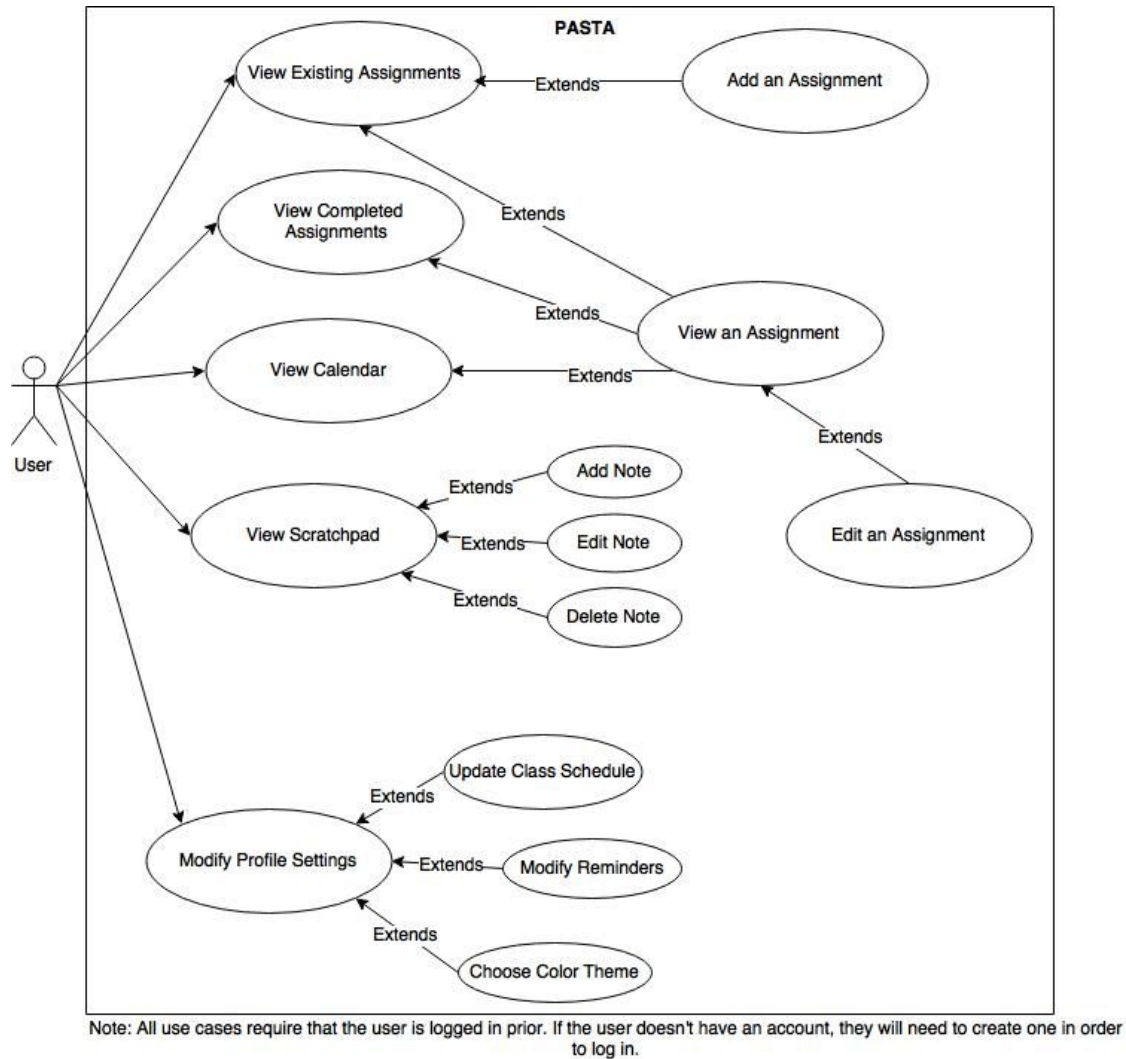 PASTA
View Existing Assignments
Extends
Add an Assignment
View Completed
Assignments
Extends
Extends
View an Assignment
View Calendar
Extends
Extends
User
Add Note
Extends
View Scratchpad
Extends
Edit Note
Edit an Assignment
Extends
Delete Note
Update Class Schedule
Extends
Modify Profile Settings
Extends
Modify Reminders
Extends
Choose Color Theme
Note: All use cases require that the user is logged in prior. If the user doesn't have an account, they will need to create one in order
to log in.